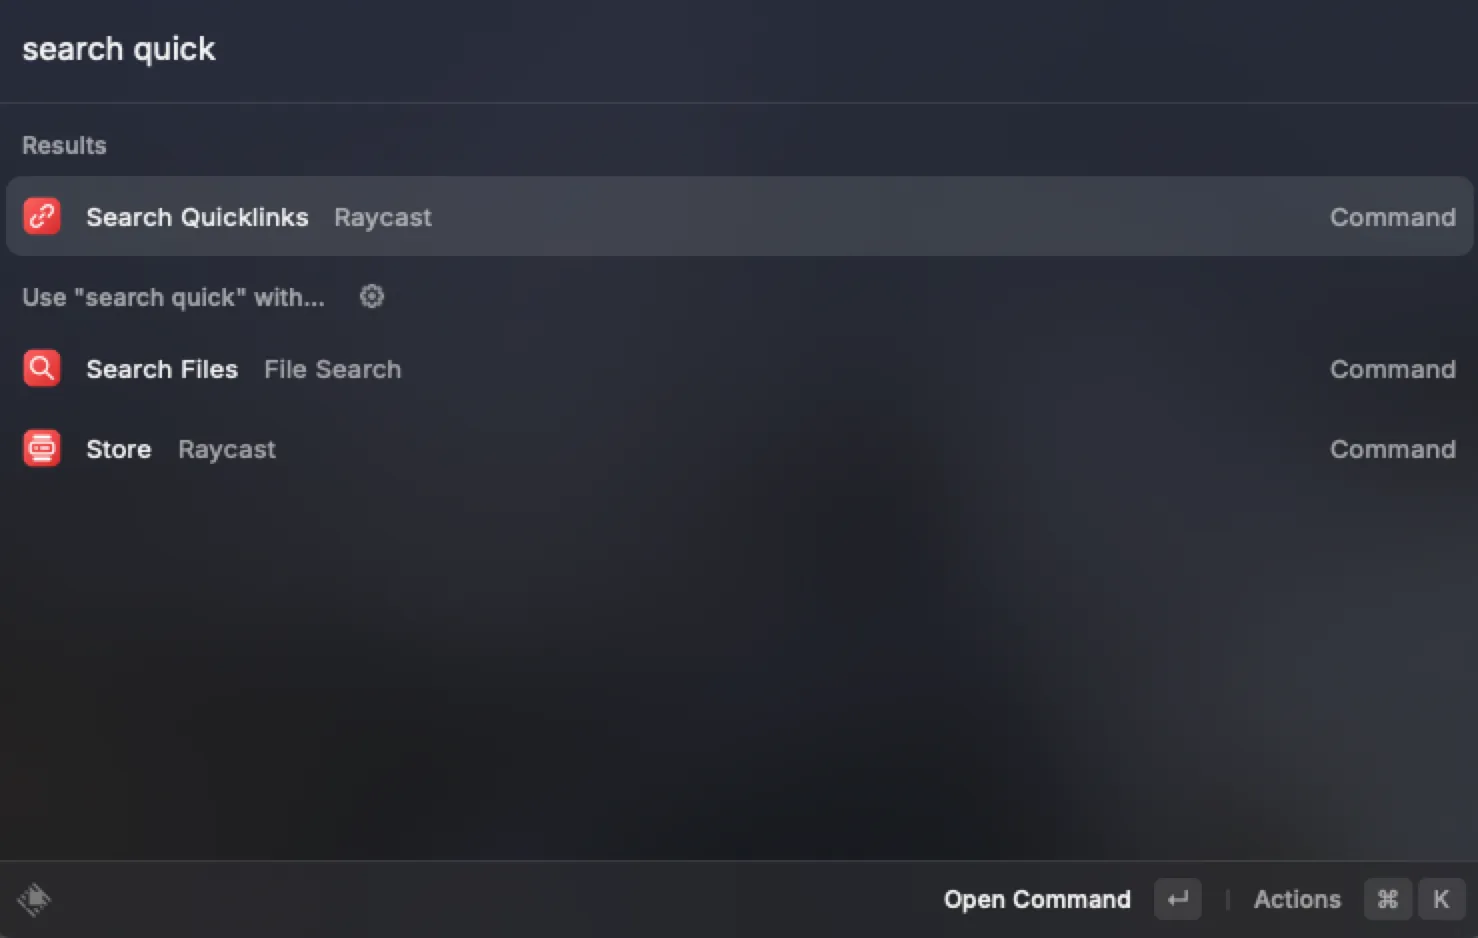 search quick
Results
Search Quicklinks Raycast Command
Use "search quick" with...
Search Files File Search Command
Store Raycast Command
Open Command ↵ | Actions ⌘ K